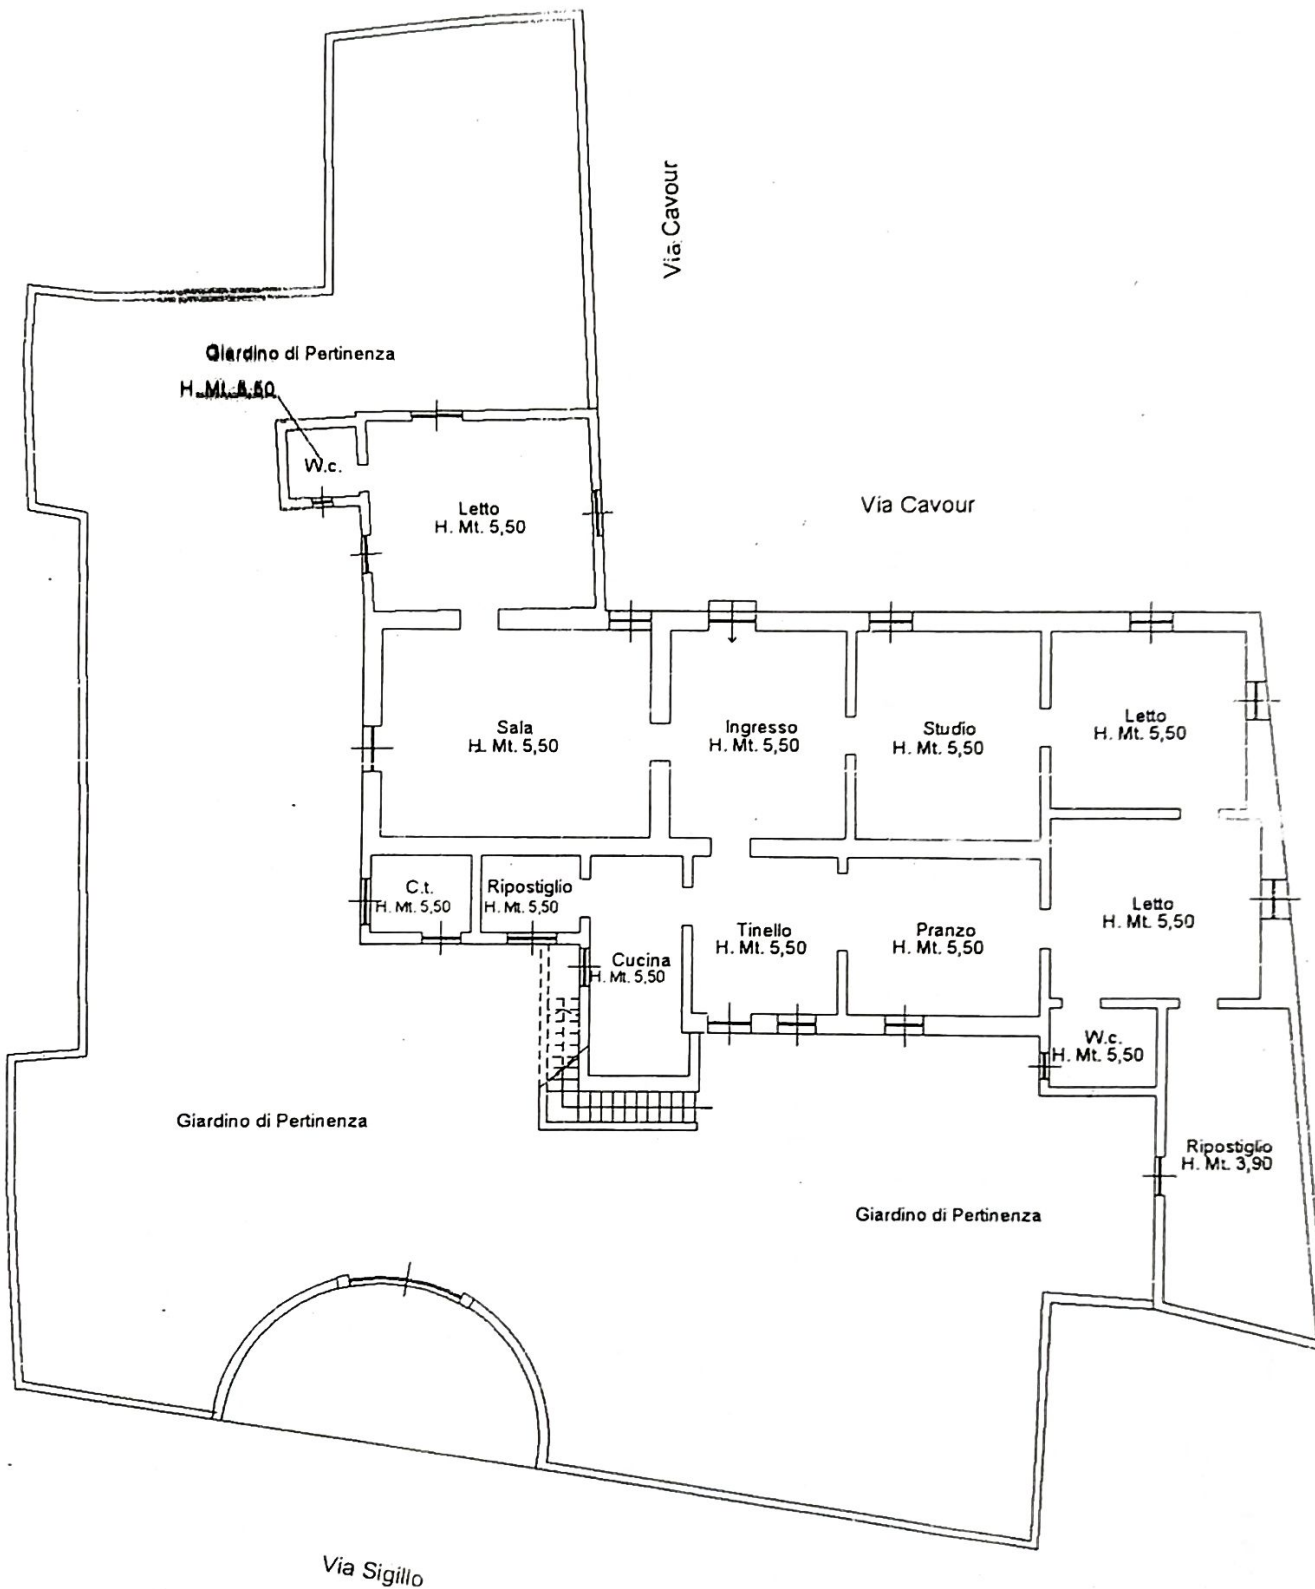 Via Cavour
Giardino di Pertinenza
H. Mt. 5,50
W.c.
Letto
H. Mt. 5,50
Via Cavour
Sala
H. Mt. 5,50
Ingresso
H. Mt. 5,50
Studio
H. Mt. 5,50
Letto
H. Mt. 5,50
C.t.
H. Mt. 5,50
Ripostiglio
H. Mt. 5,50
Cucina
H. Mt. 5,50
Tinello
H. Mt. 5,50
Pranzo
H. Mt. 5,50
Letto
H. Mt. 5,50
W.c.
H. Mt. 5,50
Giardino di Pertinenza
Ripostiglio
H. Mt. 3,90
Giardino di Pertinenza
Via Sigillo